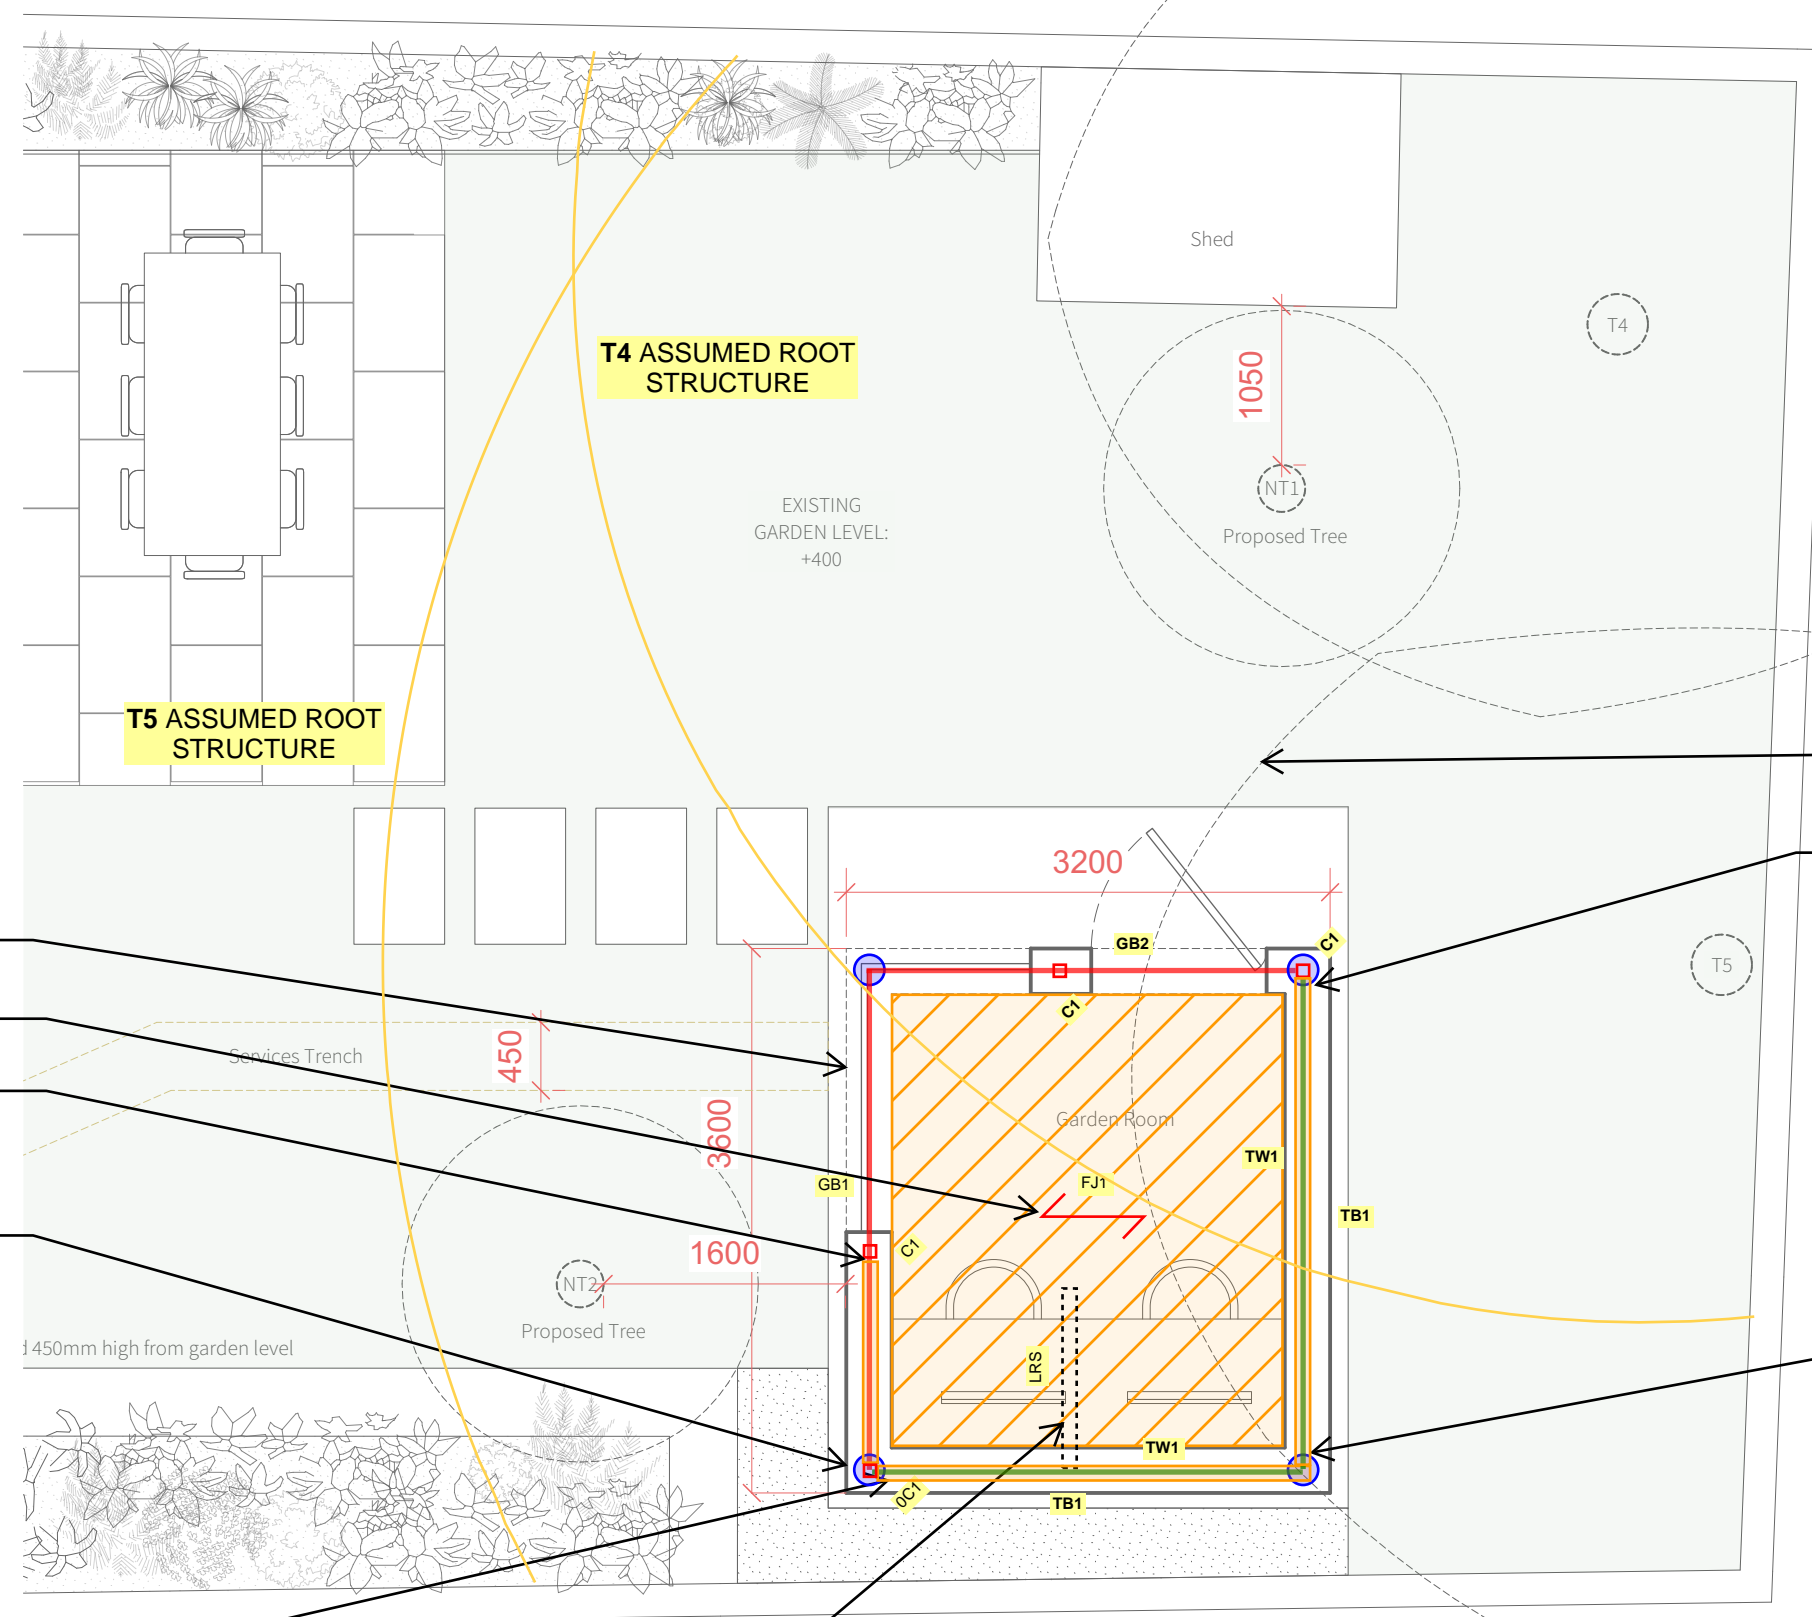 Shed
T4
T4 ASSUMED ROOT
STRUCTURE
1050
NT1
Proposed Tree
EXISTING
GARDEN LEVEL:
+400
T5 ASSUMED ROOT
STRUCTURE
3200
GB2
C1
T5
C1
Services Trench
450
3600
Garden Room
TW1
GB1
FJ1
TB1
C1
1600
NT2
Proposed Tree
450mm high from garden level
LRS
TW1
0C1
TB1